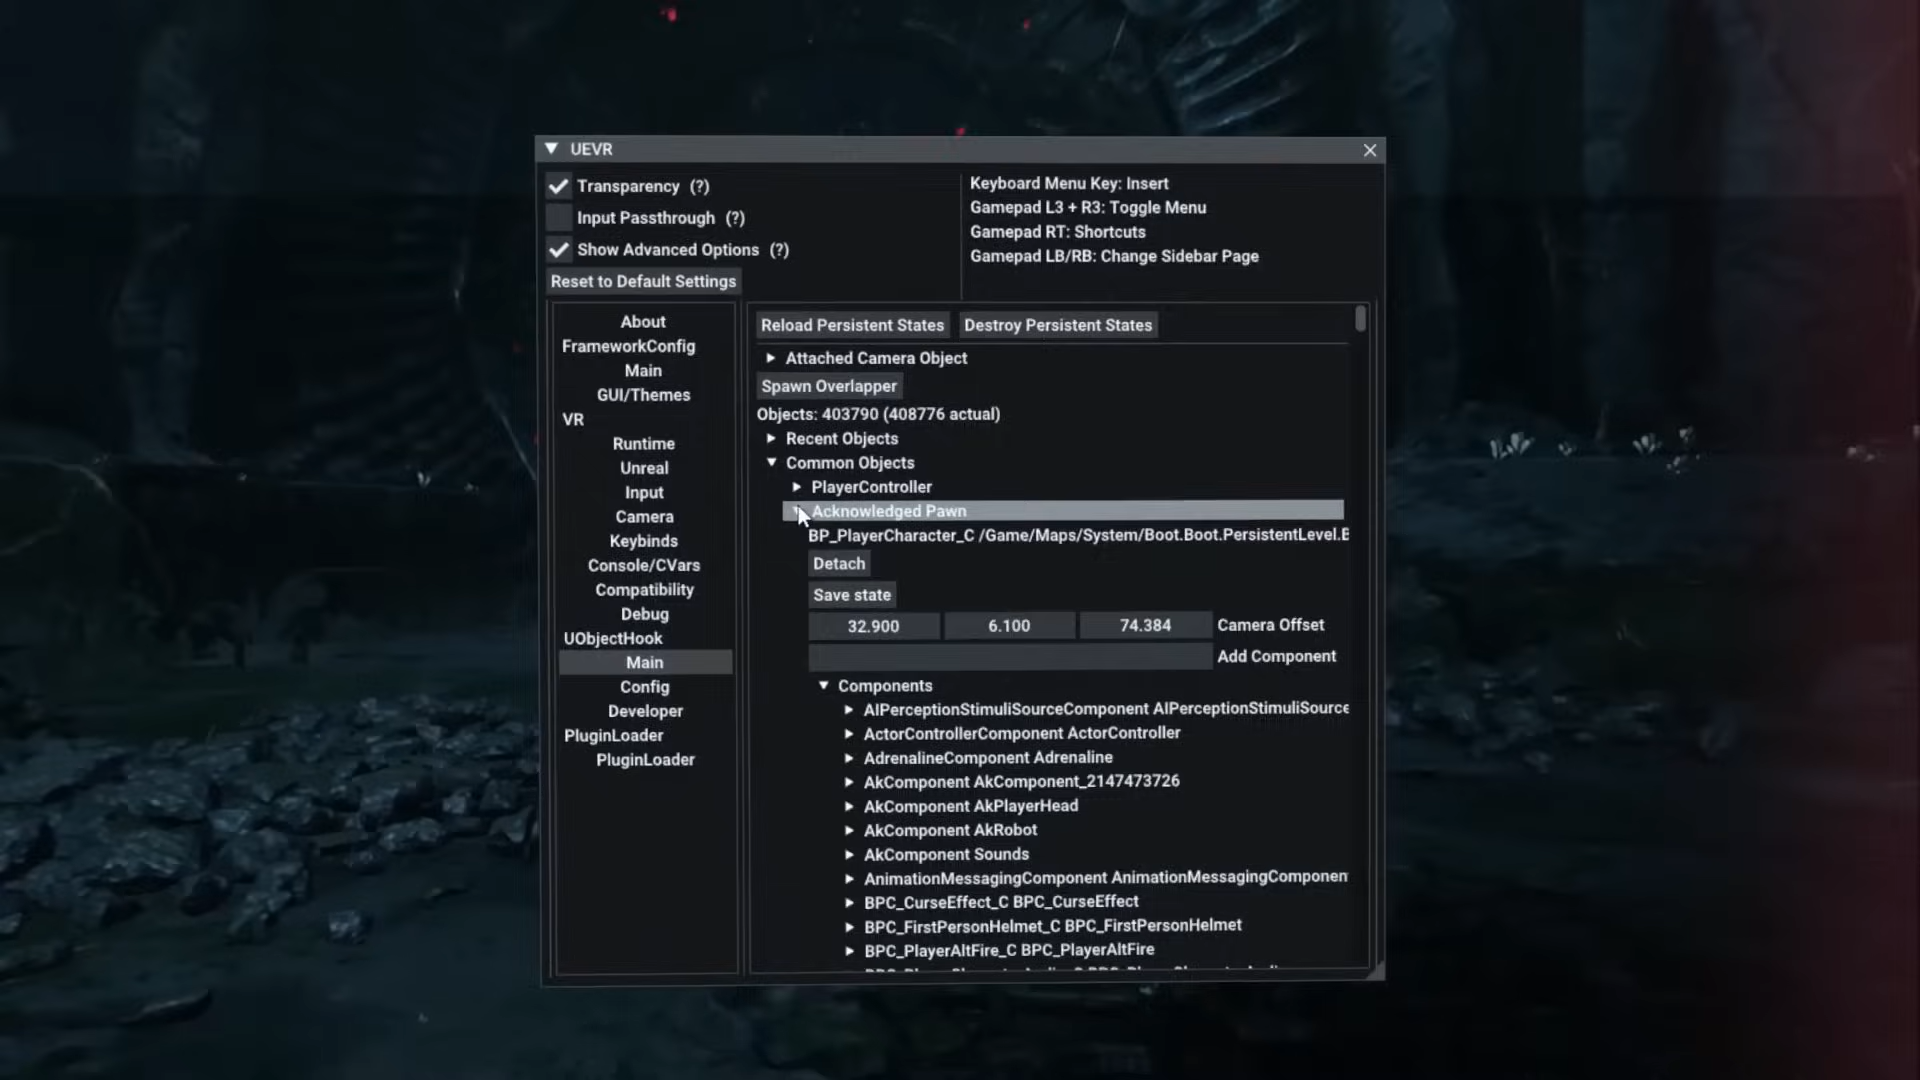 UEVR
Transparency (?)
Input Passthrough (?)
Show Advanced Options (?)
Reset to Default Settings
Keyboard Menu Key: Insert
Gamepad L3 + R3: Toggle Menu
Gamepad RT: Shortcuts
Gamepad LB/RB: Change Sidebar Page
About
FrameworkConfig
Main
GUI/Themes
VR
Runtime
Unreal
Input
Camera
Keybinds
Console/CVars
Compatibility
Debug
UObjectHook
Main
Config
Developer
PluginLoader
PluginLoader
Reload Persistent States Destroy Persistent States
Attached Camera Object
Spawn Overlapper
Objects: 403790 (408776 actual)
Recent Objects
Common Objects
PlayerController
Acknowledged Pawn
BP_PlayerCharacter_C /Game/Maps/System/Boot.Boot.PersistentLevel.B
Detach
Save state
32.900 6.100 74.384 Camera Offset
Add Component
Components
AIPerceptionStimuliSourceComponent AIPerceptionStimuliSource
ActorControllerComponent ActorController
AdrenalineComponent Adrenaline
AkComponent AkComponent_2147473726
AkComponent AkPlayerHead
AkComponent AkRobot
AkComponent Sounds
AnimationMessagingComponent AnimationMessagingComponent
BPC_CurseEffect_C BPC_CurseEffect
BPC_FirstPersonHelmet_C BPC_FirstPersonHelmet
BPC_PlayerAltFire_C BPC_PlayerAltFire